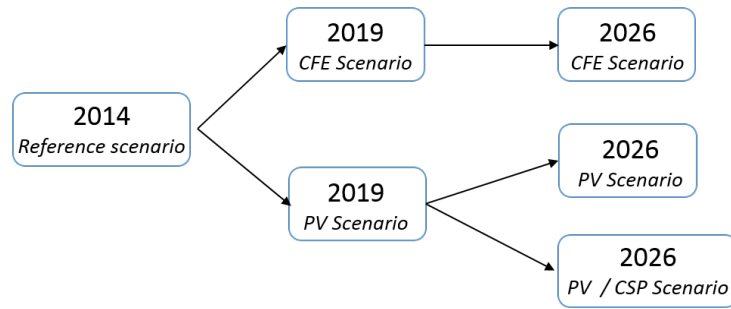 2019
CFE Scenario
2026
CFE Scenario
2014
Reference scenario
2019
PV Scenario
2026
PV Scenario
2026
PV / CSP Scenario